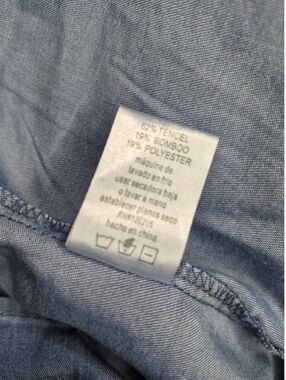 62% TENCEL
19% BOMBOO
19% POLYESTER
máquina de
lavado en frío
usar secadora baja
o lavar a mano
establecer planos seco
hecho en china